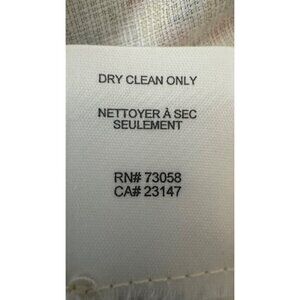 DRY CLEAN ONLY
NETTOYER À SEC
SEULEMENT
RN# 73058
CA# 23147